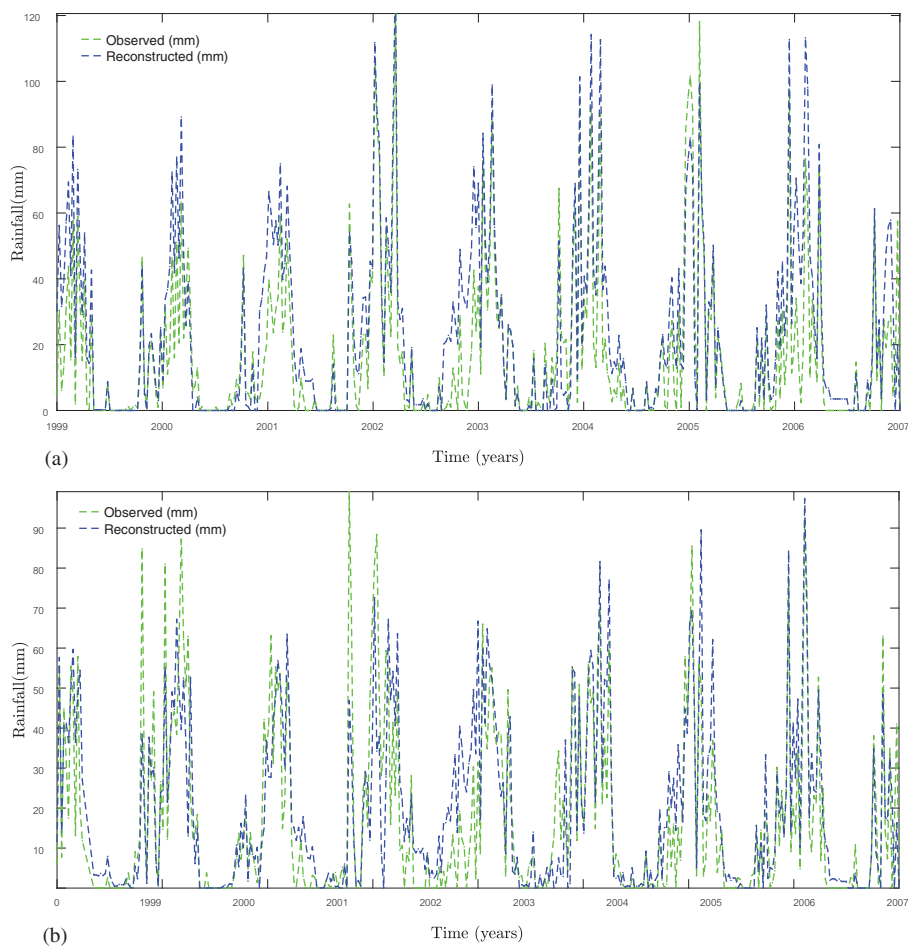 120
Observed (mm)
Reconstructed (mm)
100
80
Rainfall(mm)
60
40
20
0
1999 2000 2001 2002 2003 2004 2005 2006 2007
(a)
Time (years)
Observed (mm)
90
Reconstructed (mm)
80
70
60
Rainfall(mm)
50
40
30
20
10
0 1999 2000 2001 2002 2003 2004 2005 2006 2007
(b)
Time (years)